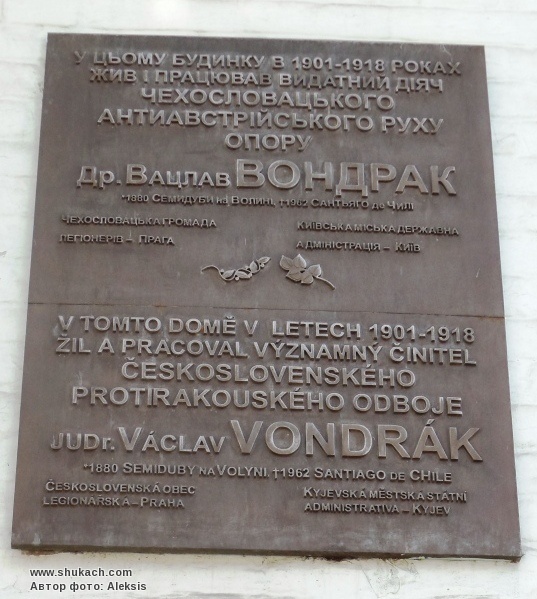 У ЦЬОМУ БУДИНКУ В 1901-1918 РОКАХ
ЖИВ І ПРАЦЮВАВ ВИДАТНИЙ ДІЯЧ
ЧЕХОСЛОВАЦЬКОГО
АНТИАВСТРІЙСЬКОГО РУХУ
ОПОРУ
ДР. ВАЦЛАВ ВОНДРАК
*1880 СЕМИДУБИ НА ВОЛИНІ, †1962 САНТЬЯГО ДЕ ЧИЛІ
ЧЕХОСЛОВАЦЬКА ГРОМАДА КИЇВСЬКА МІСЬКА ДЕРЖАВНА
ЛЕГІОНЕРІВ – ПРАГА АДМІНІСТРАЦІЯ – КИЇВ
V TOMTO DOMĚ V LETECH 1901-1918
ŽIL A PRACOVAL VÝZNAMNÝ ČINITEL
ČESKOSLOVENSKÉHO
PROTIRAKOUSKÉHO ODBOJE
JUDR. VÁCLAV VONDRÁK
*1880 SEMIDUBY NA VOLYNI, †1962 SANTIAGO DE CHILE
ČESKOSLOVENSKÁ OBEC KYJEVSKÁ MĚSTSKÁ STÁTNÍ
LEGIONÁŘSKÁ – PRAHA ADMINISTRATIVA – KYJEV
www.shukach.com
Автор фото: Aleksis